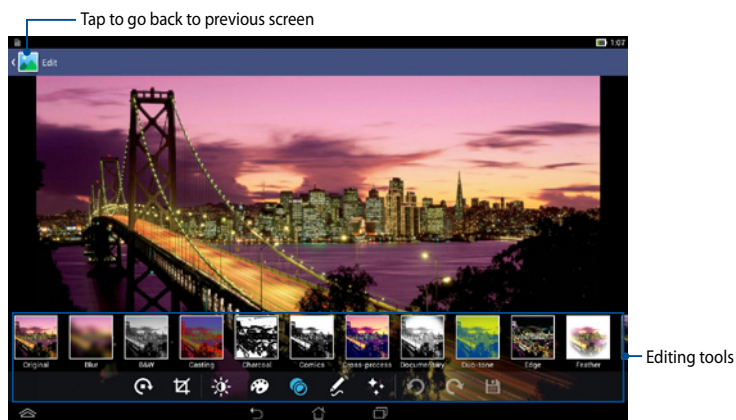 Tap to go back to previous screen
1:07
Edit
Original Blur B&W Casting Charcoal Comics Cross-process Documentary Duo-tone Edge Feather
Editing tools